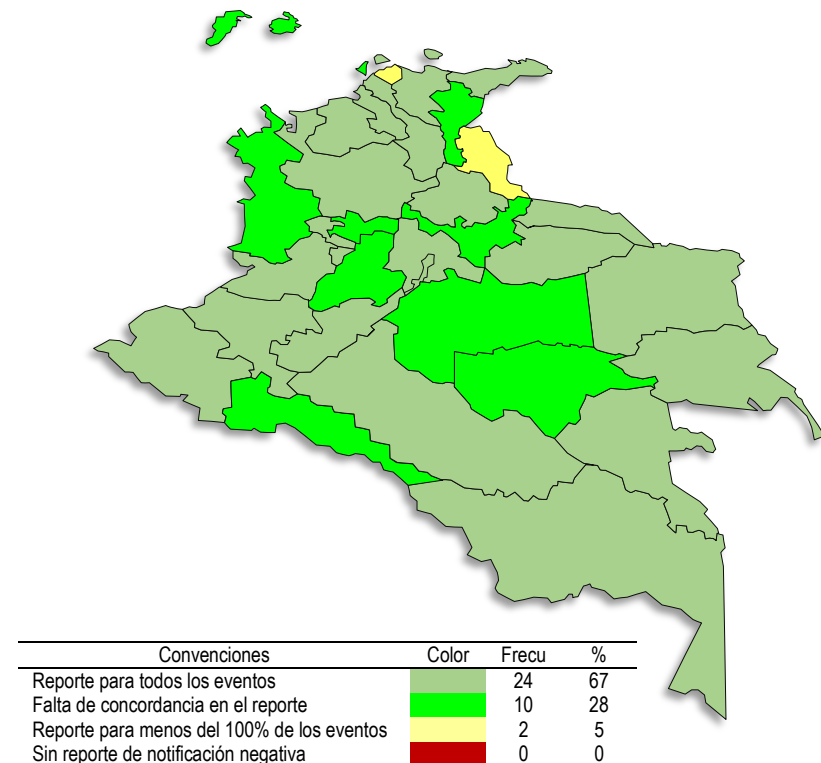 Convenciones Color Frecu %
Reporte para todos los eventos 24 67
Falta de concordancia en el reporte 10 28
Reporte para menos del 100% de los eventos 2 5
Sin reporte de notificación negativa 0 0